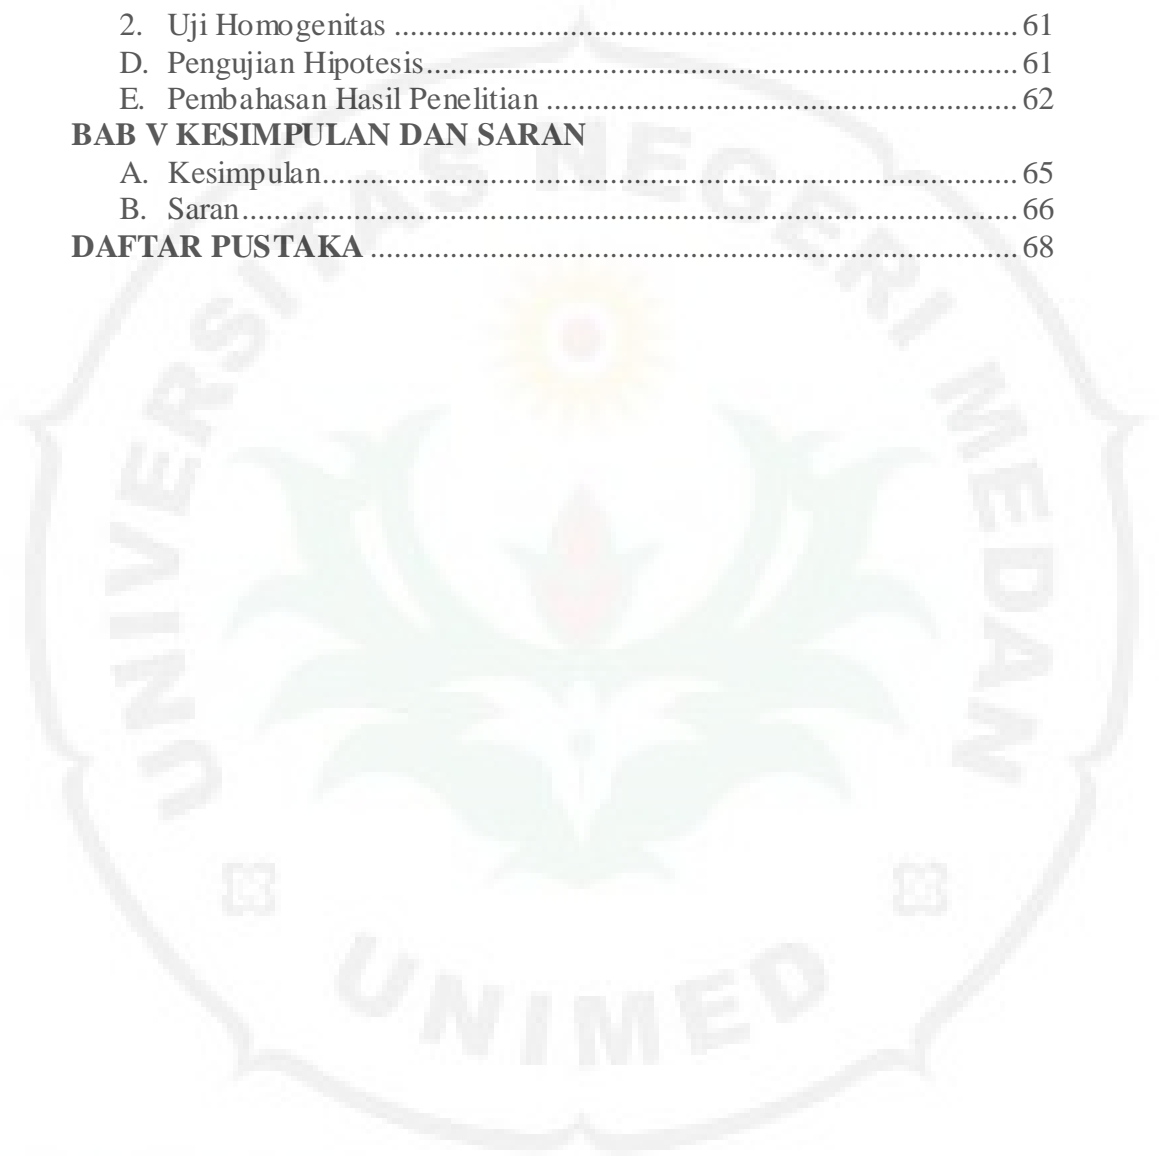 2. Uji Homogenitas ................................................................ 61
D. Pengujian Hipotesis............................................................. 61
E. Pembahasan Hasil Penelitian ................................................ 62
BAB V KESIMPULAN DAN SARAN
A. Kesimpulan........................................................................ 65
B. Saran................................................................................ 66
DAFTAR PUSTAKA ................................................................... 68
UNIVERSITAS NEGERI MEDAN
UNIMED